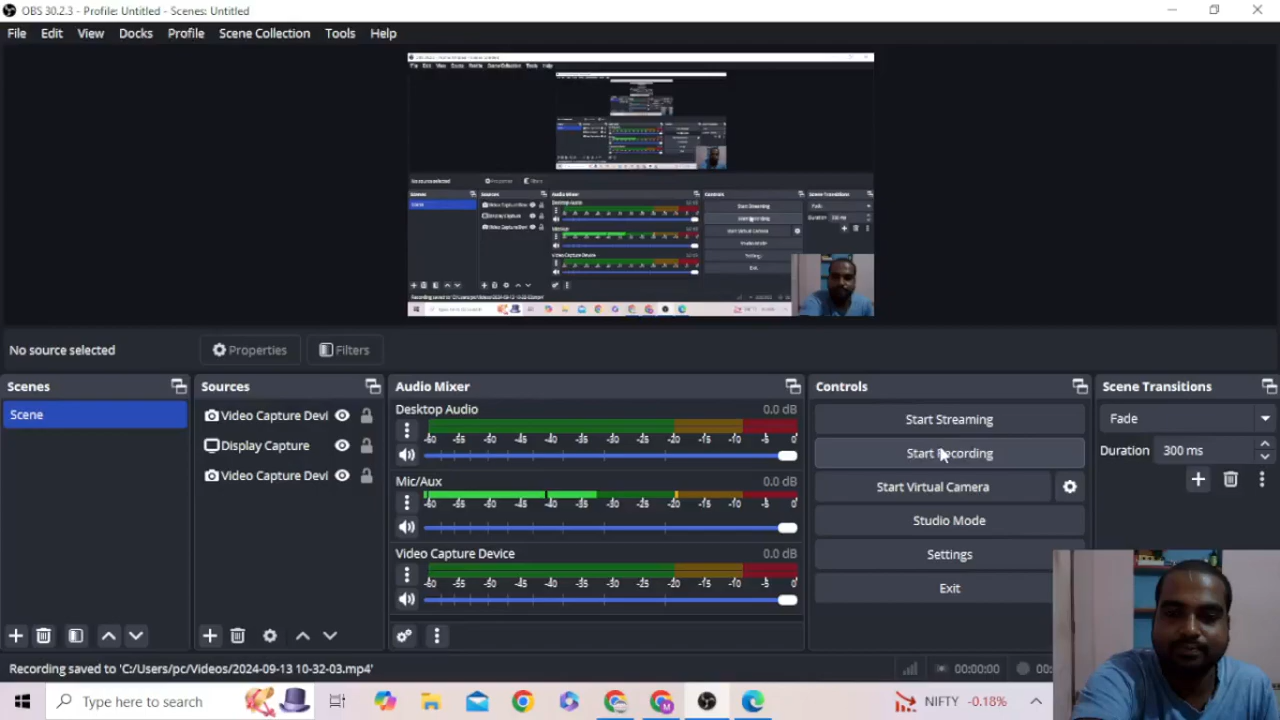 OBS 30.2.3 - Profile: Untitled - Scenes: Untitled
File Edit View Docks Profile Scene Collection Tools Help
No source selected
Properties
Filters
Scenes
Scene
Sources
Video Capture Devi
Display Capture
Video Capture Devi
Audio Mixer
Desktop Audio 0.0 dB
-60 -55 -50 -45 -40 -35 -30 -25 -20 -15 -10 -5 0
Mic/Aux 0.0 dB
-60 -55 -50 -45 -40 -35 -30 -25 -20 -15 -10 -5 0
Video Capture Device 0.0 dB
-60 -55 -50 -45 -40 -35 -30 -25 -20 -15 -10 -5 0
Controls
Start Streaming
Start Recording
Start Virtual Camera
Studio Mode
Settings
Exit
Scene Transitions
Fade
Duration 300 ms
Recording saved to 'C:/Users/pc/Videos/2024-09-13 10-32-03.mp4'
00:00:00
00:
Type here to search
NIFTY -0.18%